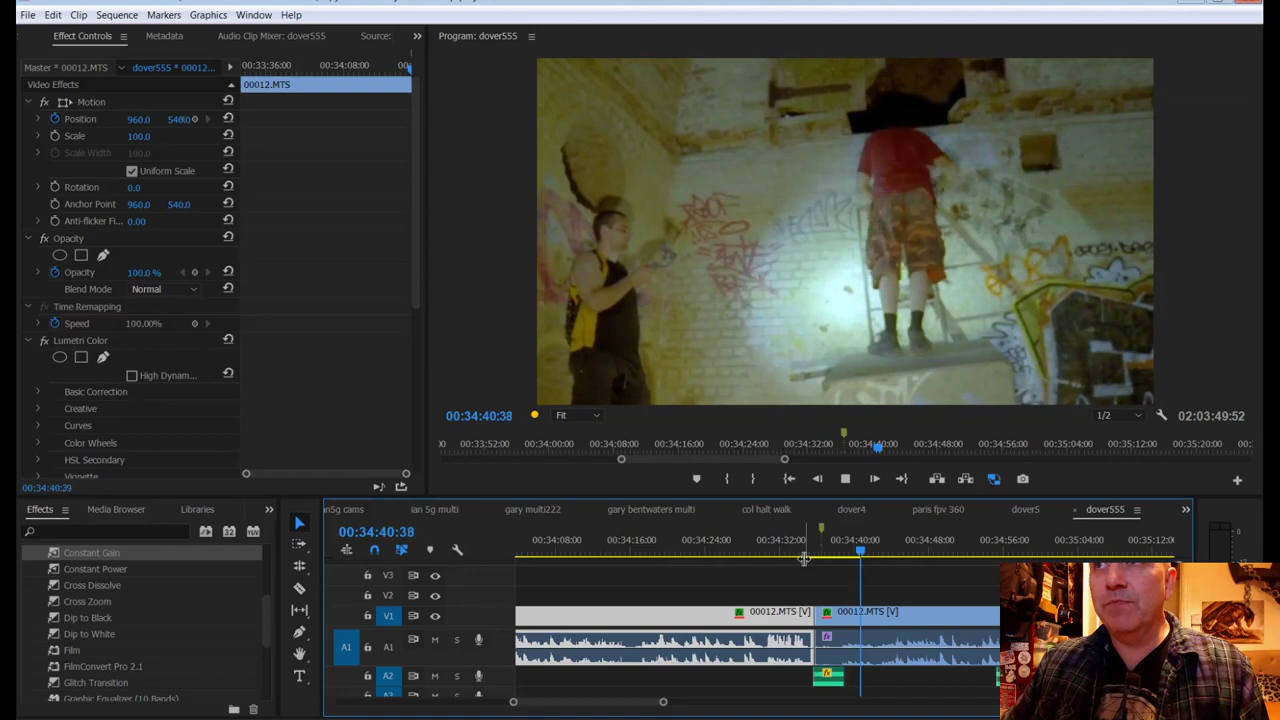 File Edit Clip Sequence Markers Graphics Window Help
Effect Controls Metadata Audio Clip Mixer: dover555 Source: Program: dover555
Master * 00012.MTS dover555 * 00012... 00:33:36:00 00:34:08:00 00:
Video Effects 00012.MTS
fx Motion
Position 960.0 540.0
Scale 100.0
Scale Width 100.0
Uniform Scale
Rotation 0.0
Anchor Point 960.0 540.0
Anti-flicker Fi... 0.00
fx Opacity
Opacity 100.0 %
Blend Mode Normal
fx Time Remapping
Speed 100.00%
fx Lumetri Color
High Dynam...
Basic Correction
Creative
Curves
Color Wheels
HSL Secondary
Vignette
00:34:40:39
00:34:40:38 Fit 1/2 02:03:49:52
00 00:33:52:00 00:34:00:00 00:34:08:00 00:34:16:00 00:34:24:00 00:34:32:00 00:34:40:00 00:34:48:00 00:34:56:00 00:35:04:00 00:35:12:00 00:35:20:00 00:
Effects Media Browser Libraries
Constant Gain
Constant Power
Cross Dissolve
Cross Zoom
Dip to Black
Dip to White
Film
FilmConvert Pro 2.1
Glitch Transition
Graphic Equalizer (10 Bands)
an5g cams ian 5g multi gary multi222 gary bentwaters multi col halt walk dover4 paris fpv 360 dover5 × dover555
00:34:40:38
00:34:08:00 00:34:16:00 00:34:24:00 00:34:32:00 00:34:40:00 00:34:48:00 00:34:56:00 00:35:04:00 00:35:12:00
V3
V2
V1 V1 00012.MTS [V] 00012.MTS [V]
A1 A1 M S
A2 M S